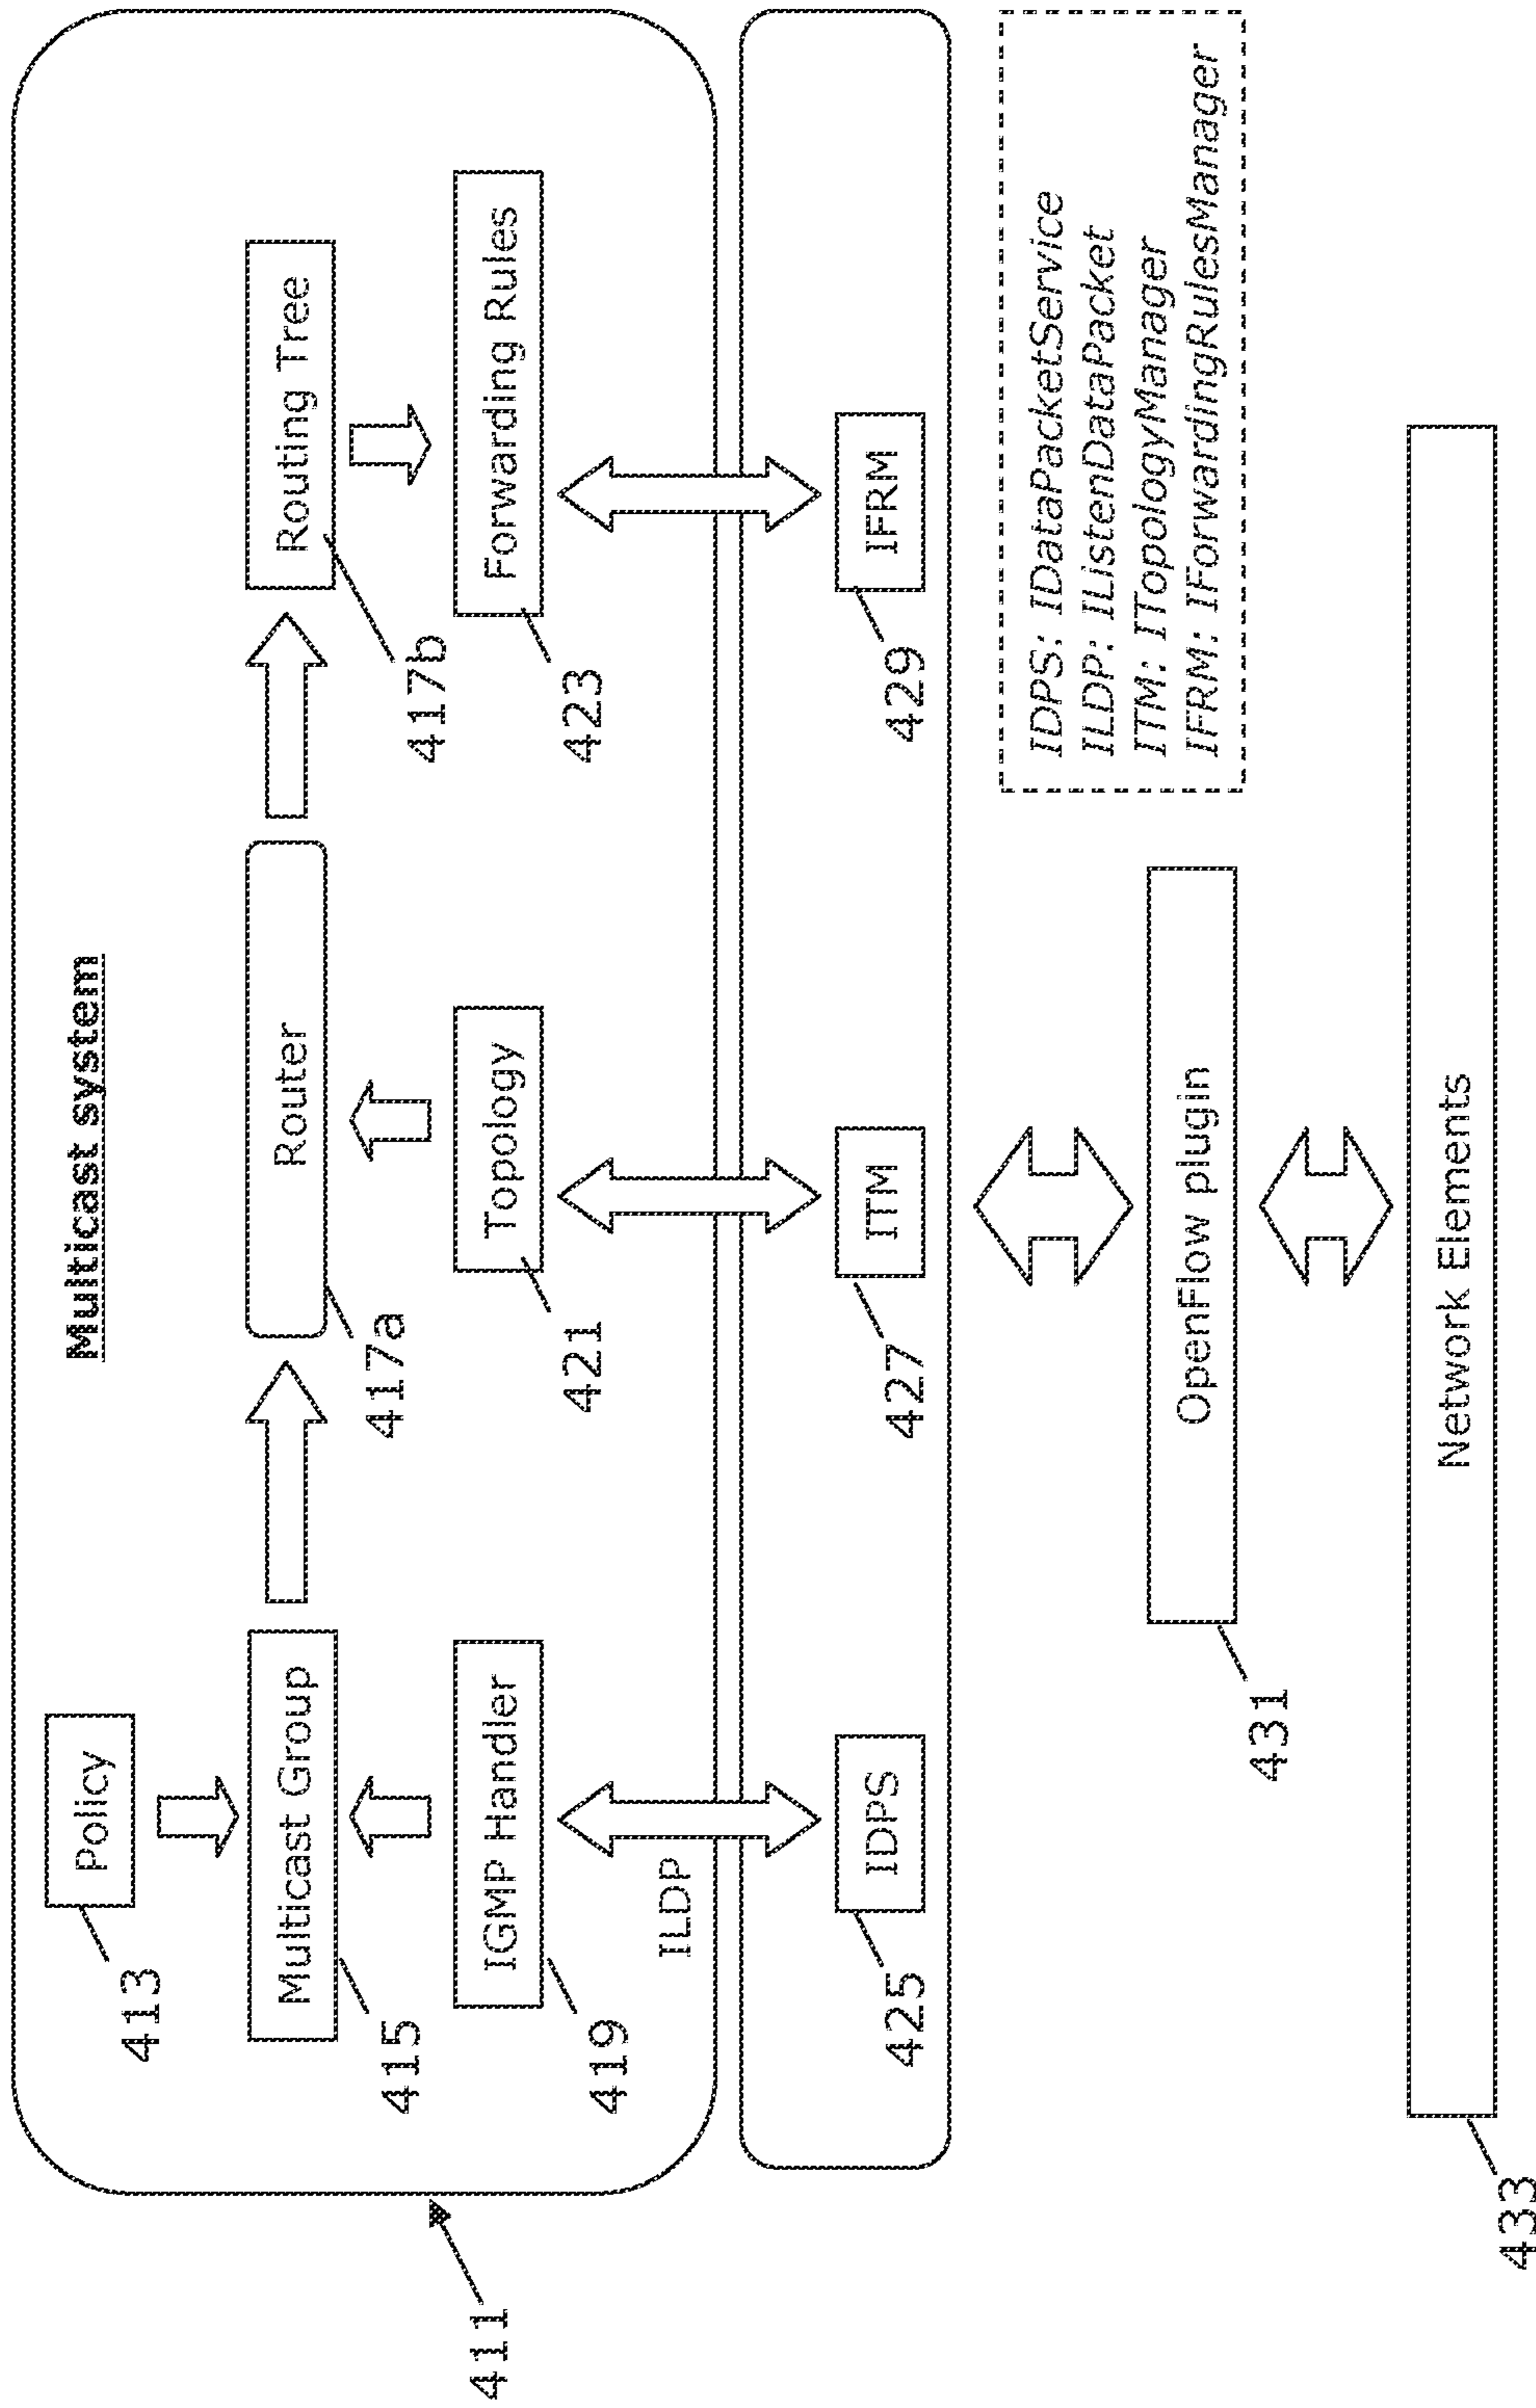 Multicast system
Policy
413
Multicast Group
415
Router
417a
Routing Tree
417b
IGMP Handler
419
Topology
421
Forwarding Rules
423
ILDP
411
IDPS
425
ITM
427
IFRM
429
IDPS: IDataPacketService
ILDP: IListenDataPacket
ITM: ITopologyManager
IFRM: IForwardingRulesManager
OpenFlow plugin
431
Network Elements
433